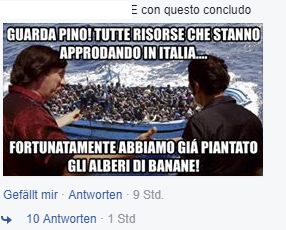 E con questo concludo
GUARDA PINO! TUTTE RISORSE CHE STANNO
APPRODANDO IN ITALIA....
FORTUNATAMENTE ABBIAMO GIÁ PIANTATO
GLI ALBERI DI BANANE!
Gefällt mir · Antworten · 9 Std.
10 Antworten · 1 Std